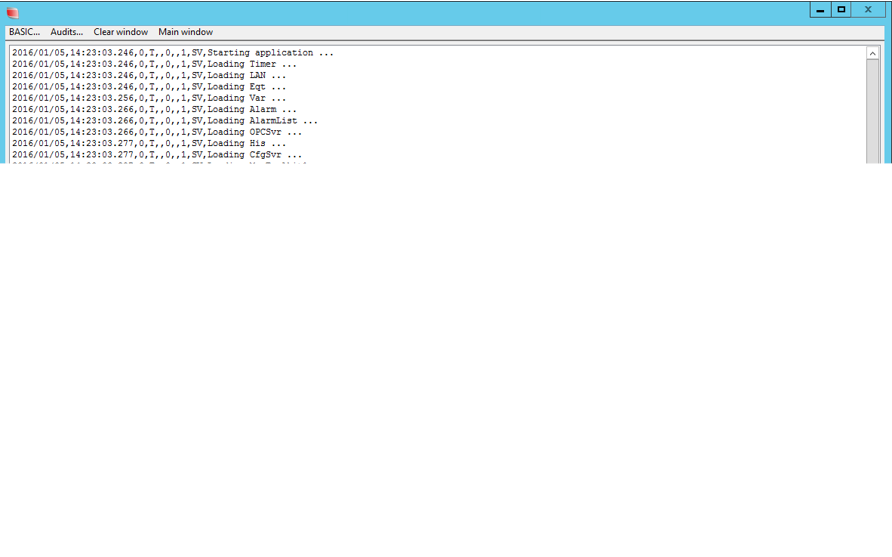 BASIC... Audits... Clear window Main window
2016/01/05,14:23:03.246,0,T,,0,,1,SV,Starting application ...
2016/01/05,14:23:03.246,0,T,,0,,1,SV,Loading Timer ...
2016/01/05,14:23:03.246,0,T,,0,,1,SV,Loading LAN ...
2016/01/05,14:23:03.246,0,T,,0,,1,SV,Loading Eqt ...
2016/01/05,14:23:03.256,0,T,,0,,1,SV,Loading Var ...
2016/01/05,14:23:03.266,0,T,,0,,1,SV,Loading Alarm ...
2016/01/05,14:23:03.266,0,T,,0,,1,SV,Loading AlarmList ...
2016/01/05,14:23:03.266,0,T,,0,,1,SV,Loading OPCSvr ...
2016/01/05,14:23:03.277,0,T,,0,,1,SV,Loading His ...
2016/01/05,14:23:03.277,0,T,,0,,1,SV,Loading CfgSvr ...